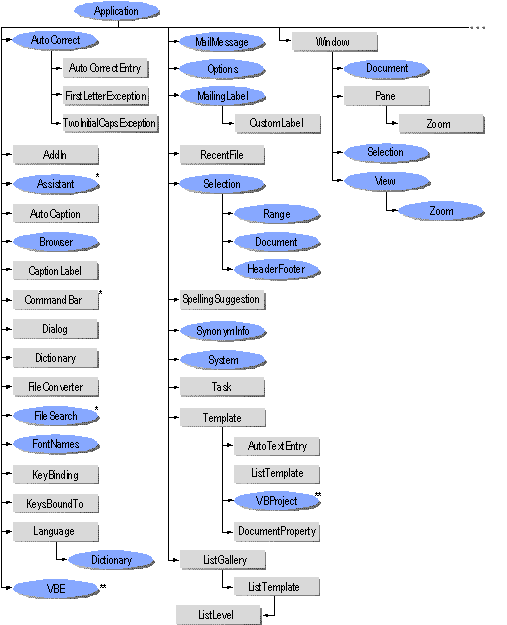 Application
AutoCorrect
AutoCorrectEntry
FirstLetterException
TwoInitialCapsException
AddIn
Assistant *
AutoCaption
Browser
CaptionLabel
CommandBar *
Dialog
Dictionary
FileConverter
FileSearch *
FontNames
KeyBinding
KeysBoundTo
Language
Dictionary
VBE **
MailMessage
Options
MailingLabel
CustomLabel
RecentFile
Selection
Range
Document
HeaderFooter
SpellingSuggestion
SynonymInfo
System
Task
Template
AutoTextEntry
ListTemplate
VBProject **
DocumentProperty
ListGallery
ListTemplate
ListLevel
Window
Document
Pane
Zoom
Selection
View
Zoom